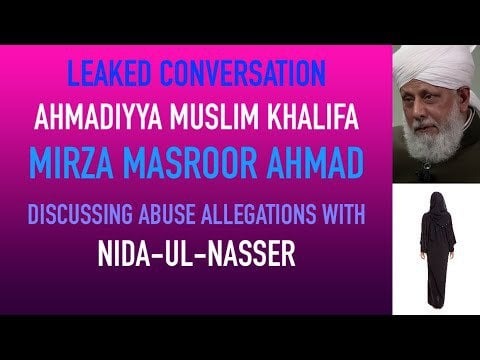 LEAKED CONVERSATION
AHMADIYYA MUSLIM KHALIFA
MIRZA MASROOR AHMAD
DISCUSSING ABUSE ALLEGATIONS WITH
NIDA-UL-NASSER